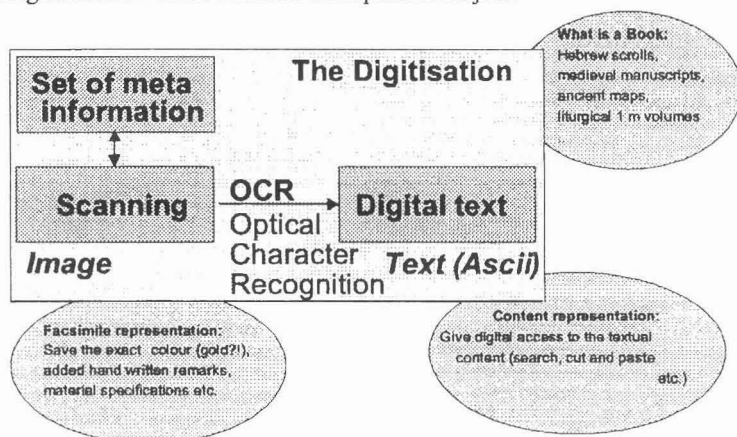 The Digitisation
Set of meta
information
Scanning
Image
OCR
Optical
Character
Recognition
Digital text
Text (Ascii)
What is a Book:
Hebrew scrolls,
medieval manuscripts,
ancient maps,
liturgical 1 m volumes
Facsimile representation:
Save the exact colour (gold?!),
added hand written remarks,
material specifications etc.
Content representation:
Give digital access to the textual
content (search, cut and paste
etc.)